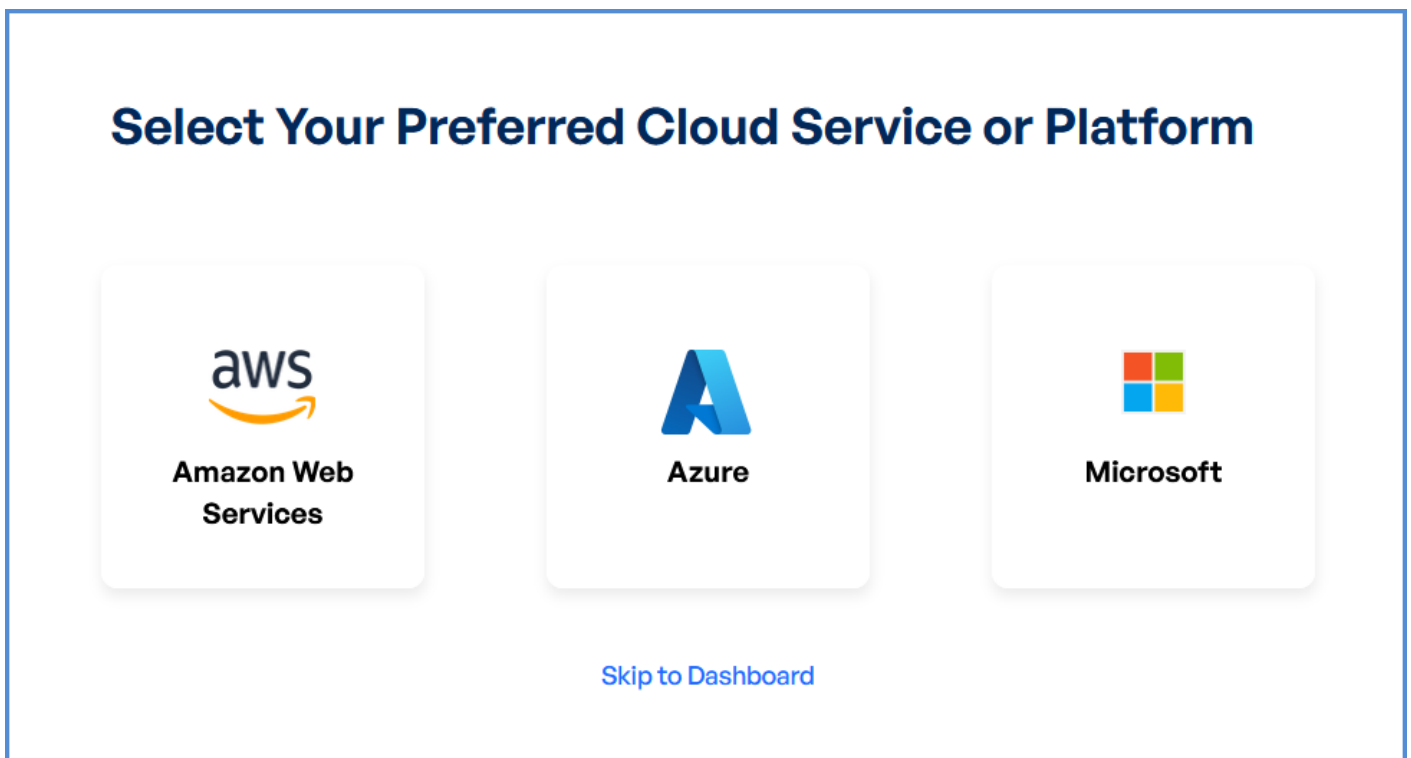 Select Your Preferred Cloud Service or Platform
aws
Amazon Web
Services
Azure
Microsoft
Skip to Dashboard